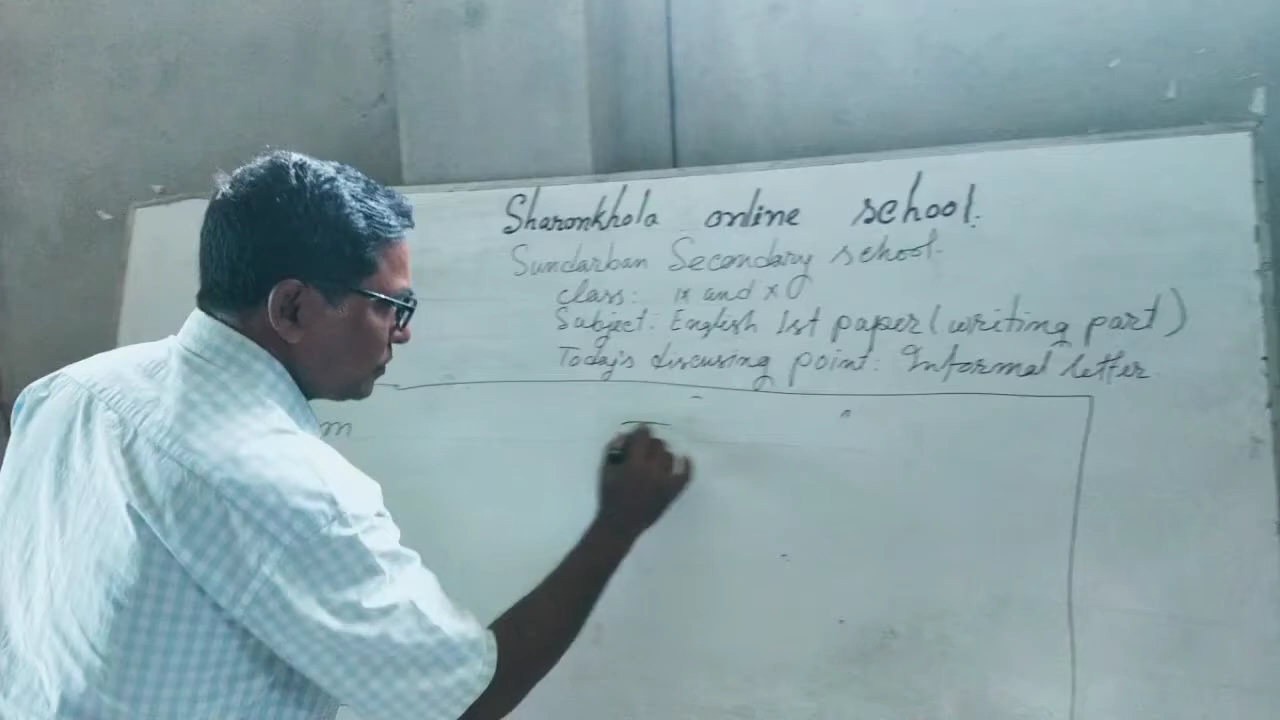 Sharonkhola online school.
Sundarban Secondary school.
class: ix and x
Subject: English 1st paper (writing part)
Today's discusing point: Informal letter